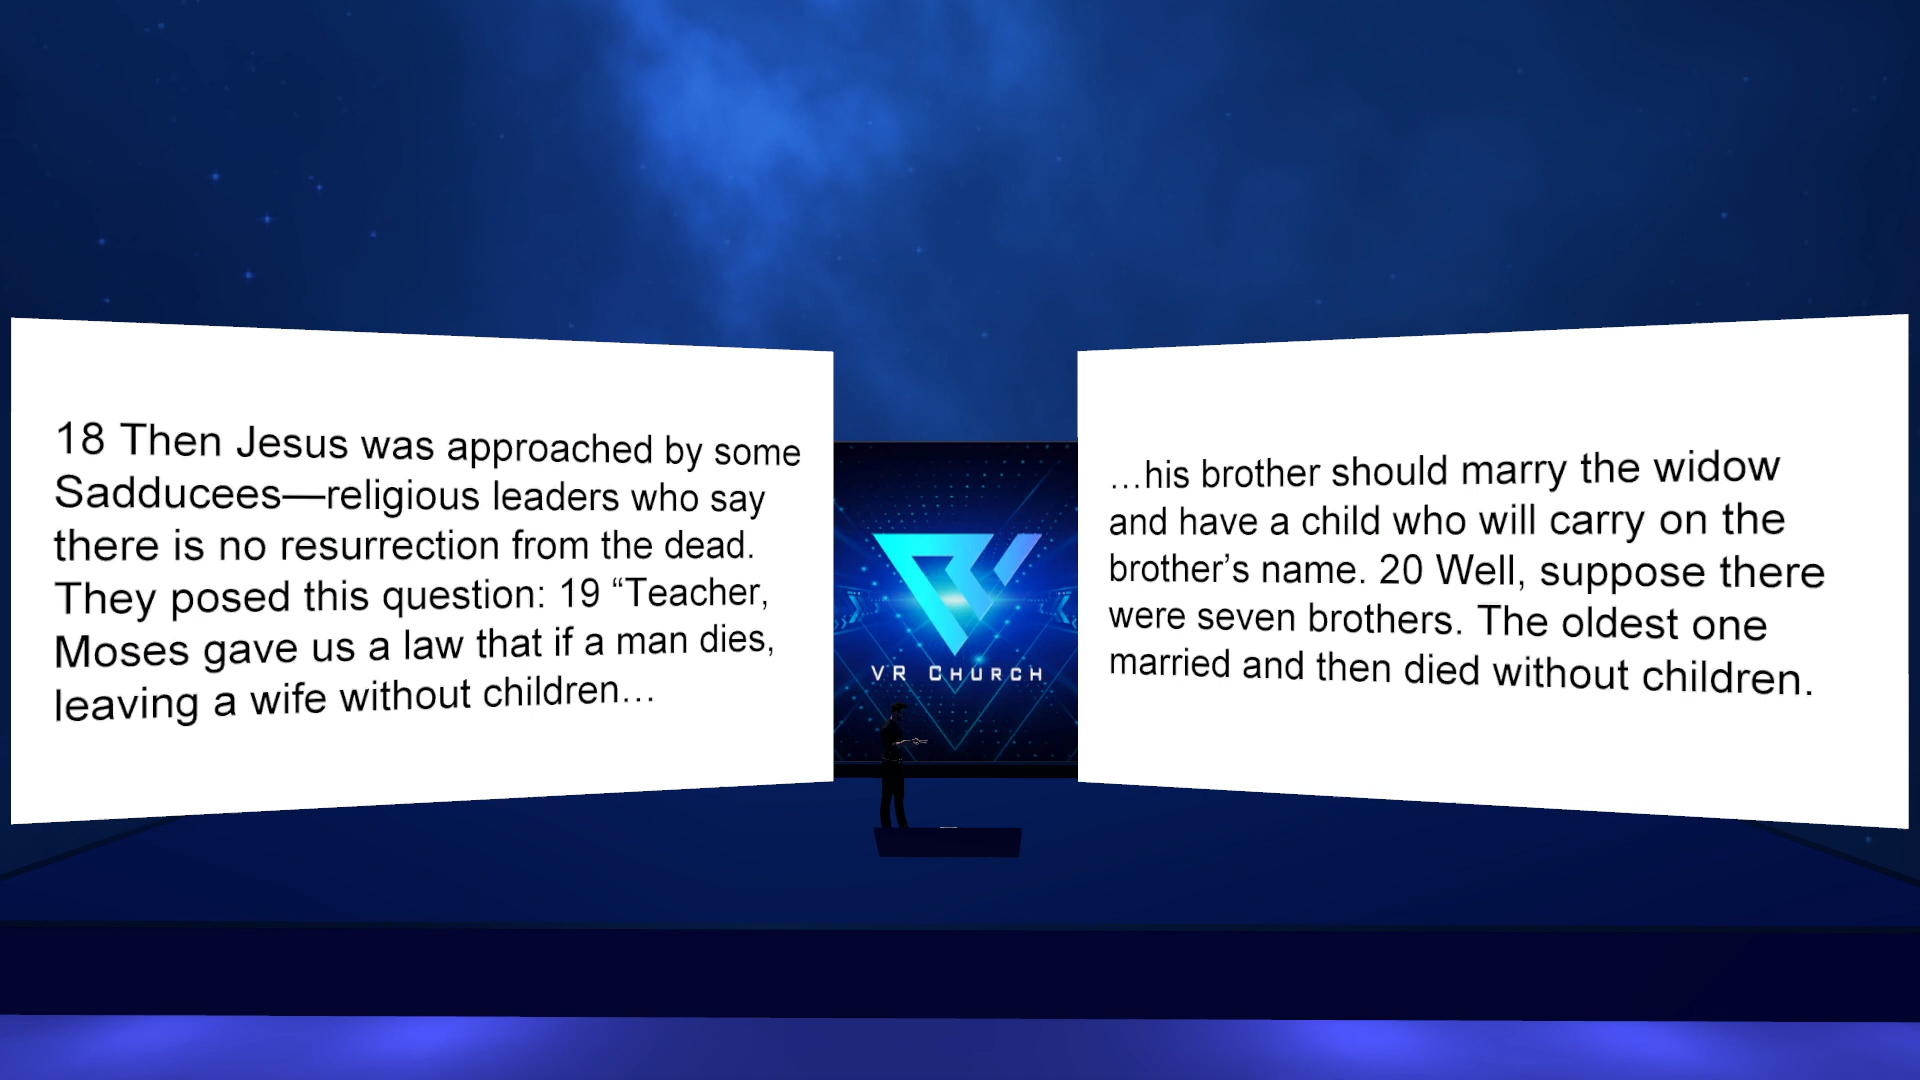 18 Then Jesus was approached by some
Sadducees—religious leaders who say
there is no resurrection from the dead.
They posed this question: 19 “Teacher,
Moses gave us a law that if a man dies,
leaving a wife without children…
VR CHURCH
…his brother should marry the widow
and have a child who will carry on the
brother’s name. 20 Well, suppose there
were seven brothers. The oldest one
married and then died without children.